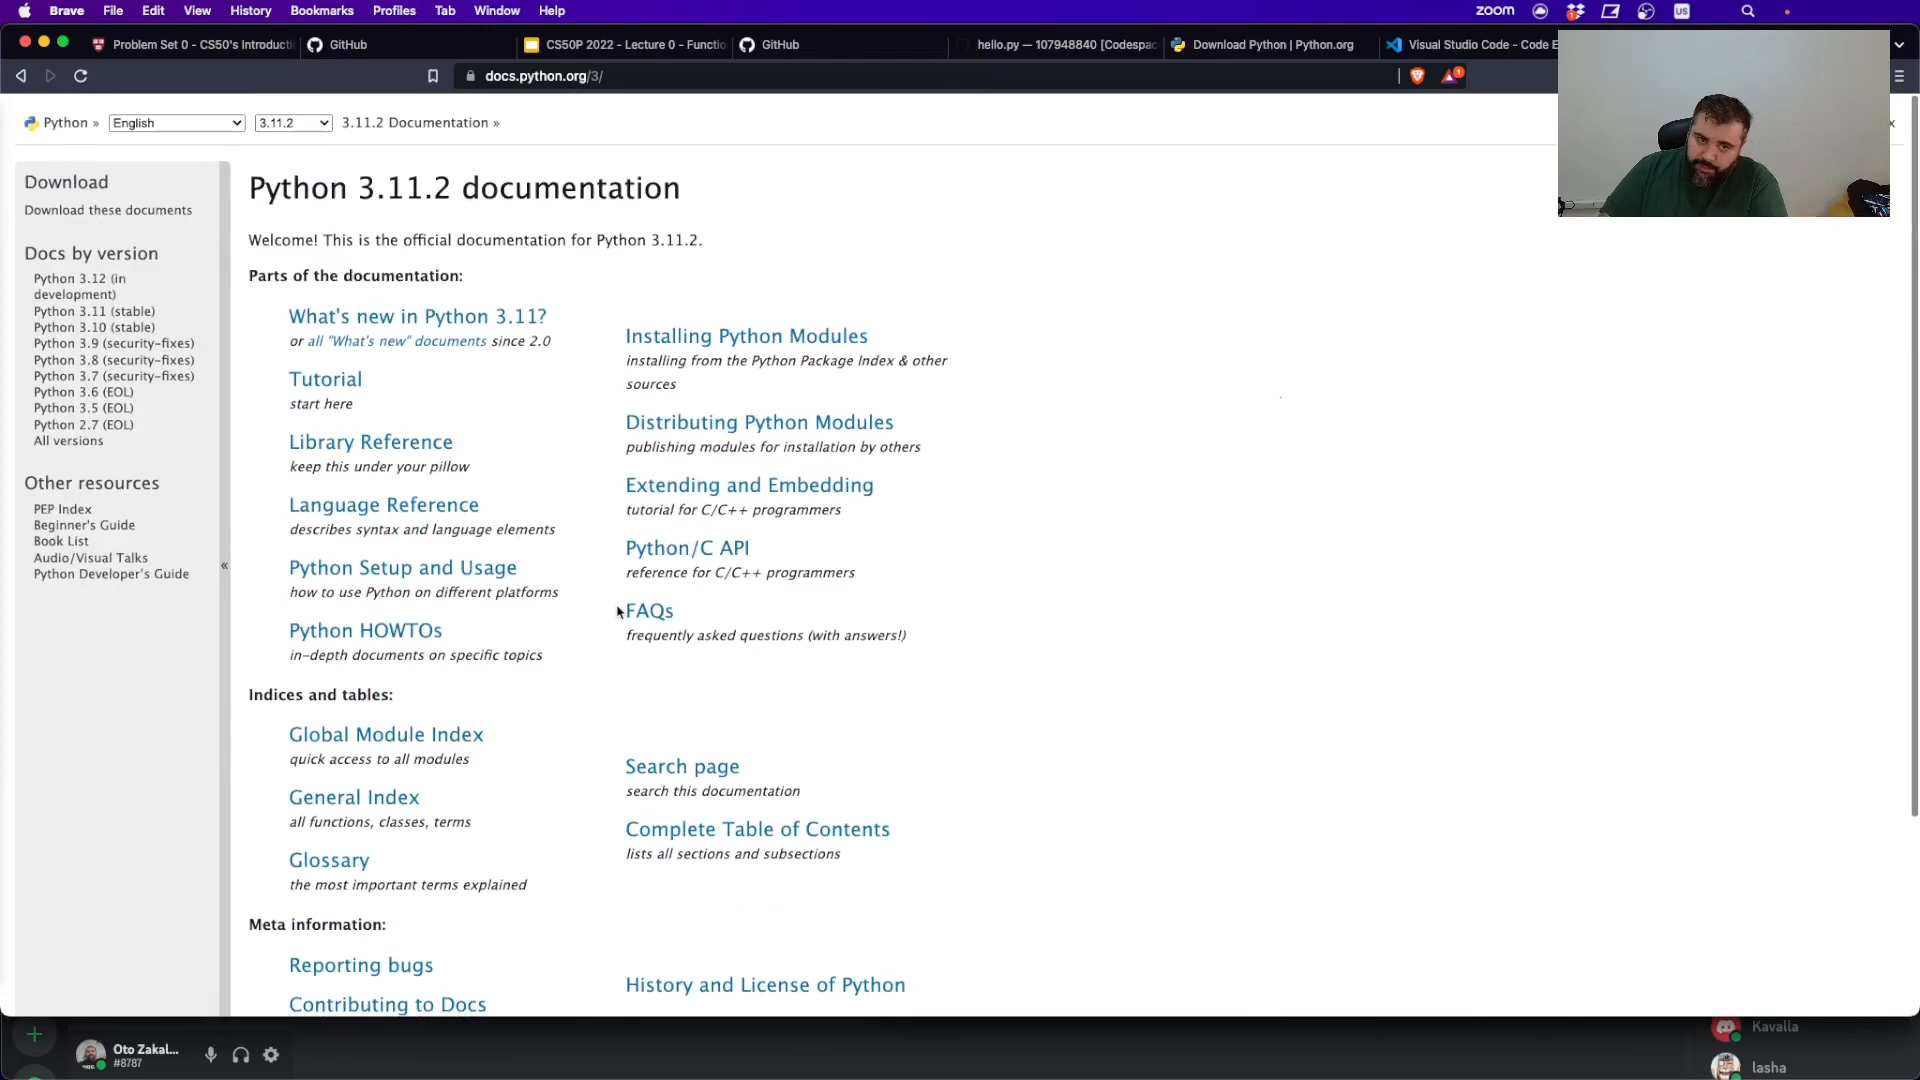 Brave File Edit View History Bookmarks Profiles Tab Window Help zoom 1 US
Problem Set 0 - CS50's Introducti GitHub CS50P 2022 - Lecture 0 - Functio GitHub hello.py — 107948840 [Codespac Download Python | Python.org Visual Studio Code - Code E
docs.python.org/3/ 1
Python » English 3.11.2 3.11.2 Documentation »
Download
Download these documents
Docs by version
Python 3.12 (in
development)
Python 3.11 (stable)
Python 3.10 (stable)
Python 3.9 (security-fixes)
Python 3.8 (security-fixes)
Python 3.7 (security-fixes)
Python 3.6 (EOL)
Python 3.5 (EOL)
Python 2.7 (EOL)
All versions
Other resources
PEP Index
Beginner's Guide
Book List
Audio/Visual Talks
Python Developer's Guide
«
Python 3.11.2 documentation
Welcome! This is the official documentation for Python 3.11.2.
Parts of the documentation:
What's new in Python 3.11?
or all "What's new" documents since 2.0
Tutorial
start here
Library Reference
keep this under your pillow
Language Reference
describes syntax and language elements
Python Setup and Usage
how to use Python on different platforms
Python HOWTOs
in-depth documents on specific topics
Installing Python Modules
installing from the Python Package Index & other
sources
Distributing Python Modules
publishing modules for installation by others
Extending and Embedding
tutorial for C/C++ programmers
Python/C API
reference for C/C++ programmers
FAQs
frequently asked questions (with answers!)
Indices and tables:
Global Module Index
quick access to all modules
General Index
all functions, classes, terms
Glossary
the most important terms explained
Search page
search this documentation
Complete Table of Contents
lists all sections and subsections
Meta information:
Reporting bugs
Contributing to Docs
History and License of Python
Oto Zakal...
#8787
Kavalla
lasha